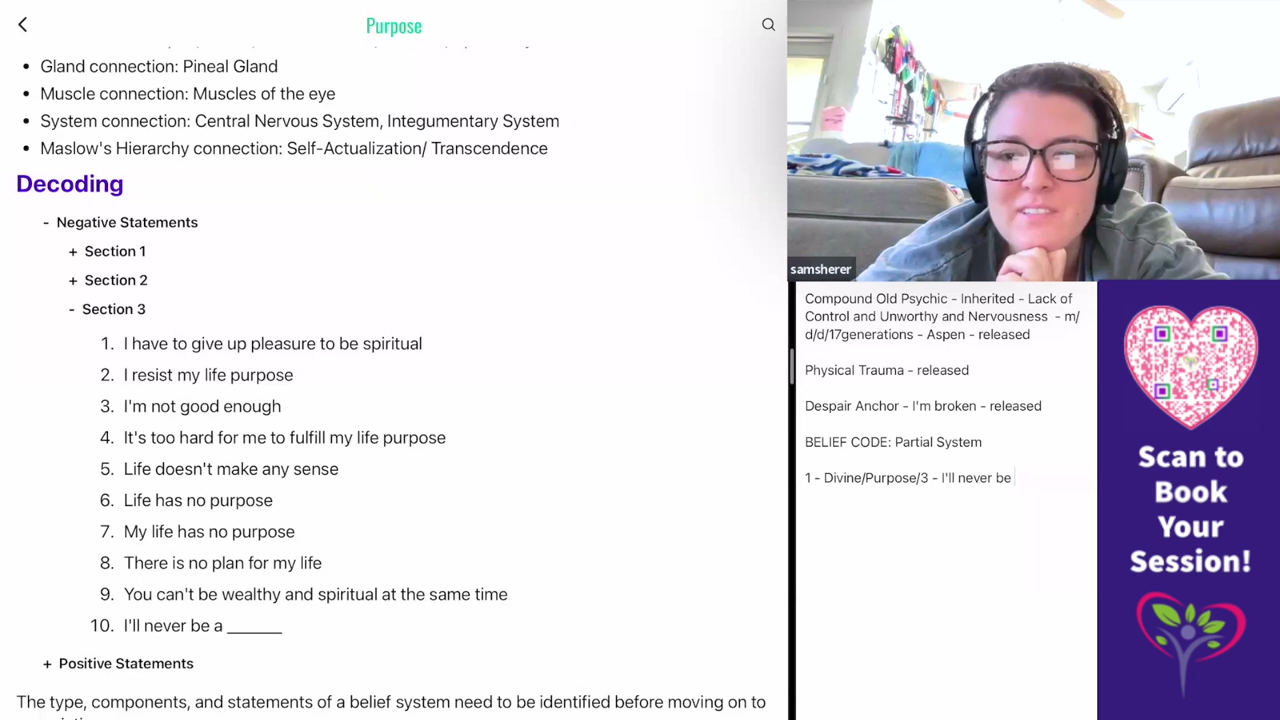 Purpose
• Gland connection: Pineal Gland
• Muscle connection: Muscles of the eye
• System connection: Central Nervous System, Integumentary System
• Maslow's Hierarchy connection: Self-Actualization/ Transcendence
Decoding
- Negative Statements
+ Section 1
+ Section 2
- Section 3
1. I have to give up pleasure to be spiritual
2. I resist my life purpose
3. I'm not good enough
4. It's too hard for me to fulfill my life purpose
5. Life doesn't make any sense
6. Life has no purpose
7. My life has no purpose
8. There is no plan for my life
9. You can't be wealthy and spiritual at the same time
10. I'll never be a ______
+ Positive Statements
The type, components, and statements of a belief system need to be identified before moving on to
samsherer
Compound Old Psychic - Inherited - Lack of
Control and Unworthy and Nervousness - m/
d/d/17generations - Aspen - released
Physical Trauma - released
Despair Anchor - I'm broken - released
BELIEF CODE: Partial System
1 - Divine/Purpose/3 - I'll never be
Scan to
Book
Your
Session!